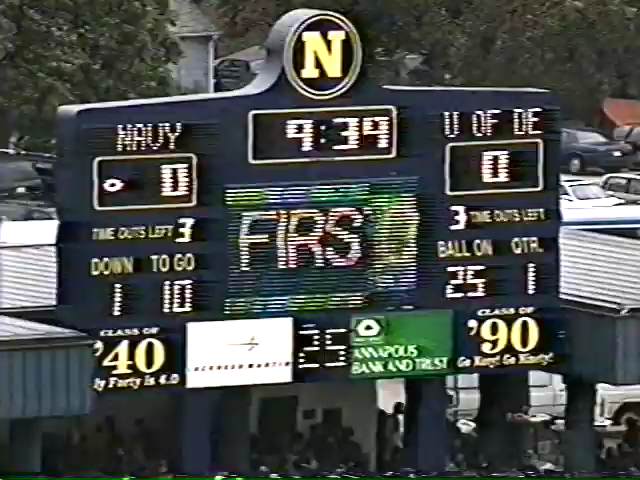 N
NAVY
9:39
U OF DE
0
0
FIRS
TIME OUTS LEFT 3
3 TIME OUTS LEFT
DOWN TO GO
BALL ON QTR.
1 10
25 1
CLASS OF
'40
LOCKHEED MARTIN
25
ANNAPOLIS
BANK AND TRUST
CLASS OF
'90
Go Navy! Go Ninety!